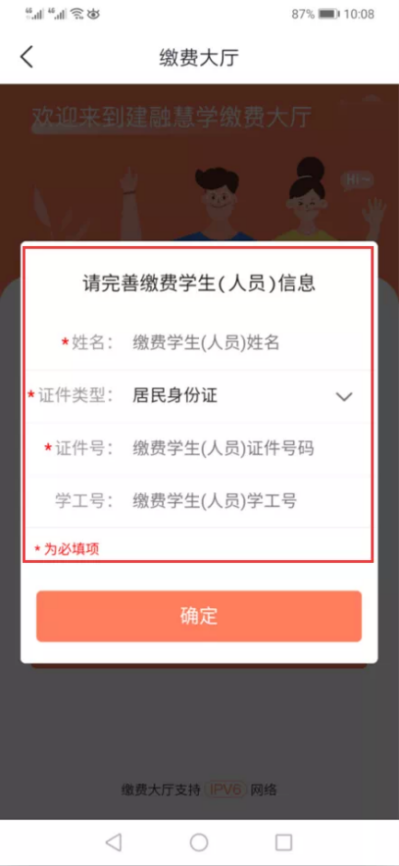 87% 10:08
缴费大厅
欢迎来到建融慧学缴费大厅
Hi~
请完善缴费学生(人员)信息
*姓名: 缴费学生(人员)姓名
*证件类型: 居民身份证
*证件号: 缴费学生(人员)证件号码
学工号: 缴费学生(人员)学工号
*为必填项
确定
缴费大厅支持 IPV6 网络